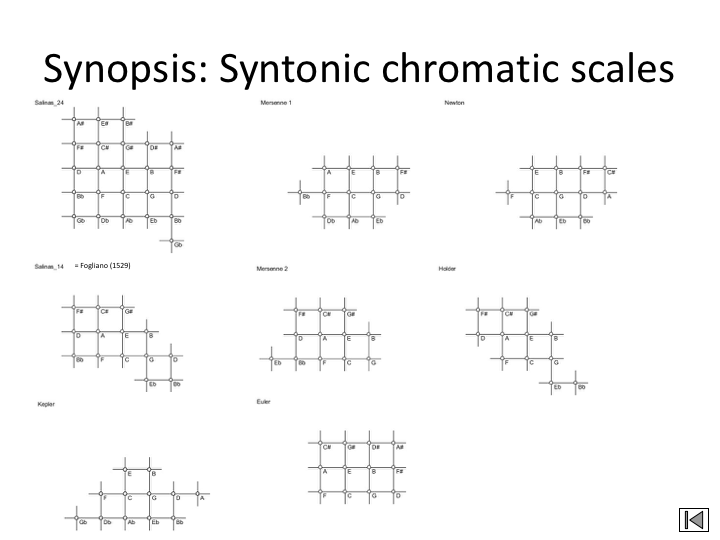 Synopsis: Syntonic chromatic scales
Salinas_24
Mersenne 1
Newton
A# E# B#
F# C# G# D# A#
D A E B F#
Bb F C G D
Gb Db Ab Eb Bb
Gb
A E B F#
Bb F C G D
Db Ab Eb
E B F# C#
F C G D A
Ab Eb Bb
Salinas_14 = Fogliano (1529)
Mersenne 2
Holder
F# C# G#
D A E B
Bb F C G D
Eb Bb
F# C# G#
D A E B
Eb Bb F C G
F# C# G#
D A E B
F C G
Eb Bb
Kepler
Euler
E B
F C G D A
Gb Db Ab Eb Bb
C# G# D# A#
A E B F#
F C G D